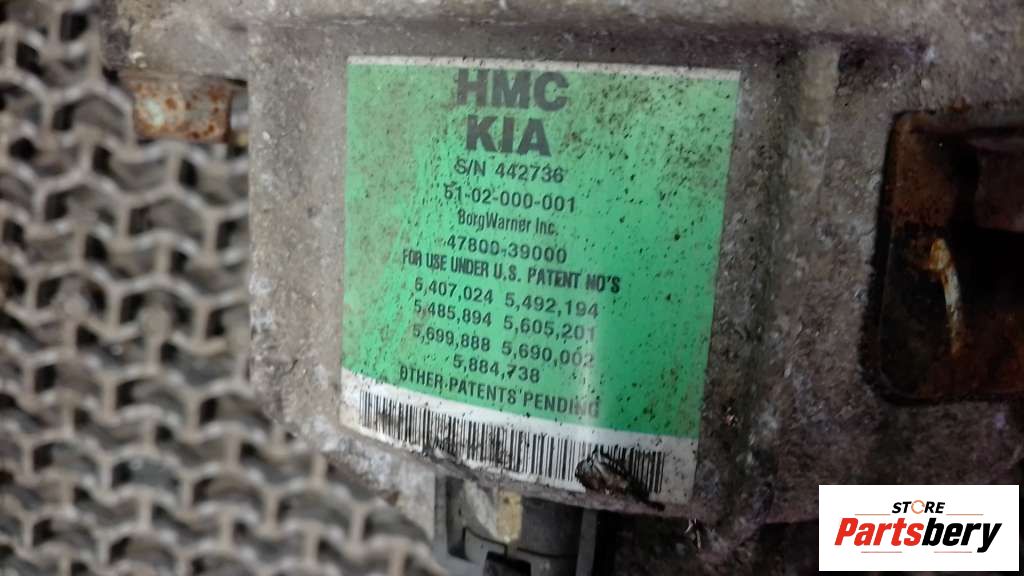 HMC
KIA
S/N 442736
51-02-000-001
BorgWarner Inc.
47800-39000
FOR USE UNDER U.S. PATENT NO'S
5,407,024 5,492,194
5,485,894 5,605,201
5,699,888 5,690,002
5,884,738
OTHER PATENTS PENDING
STORE
Partsbery